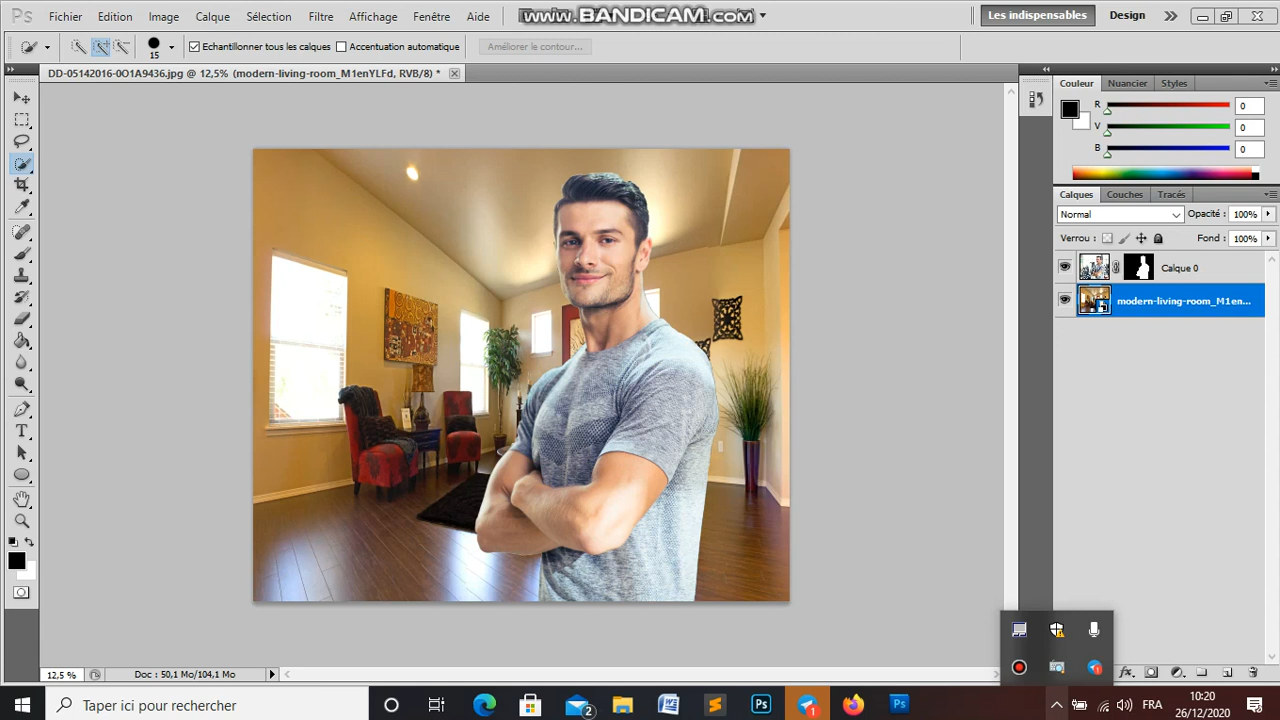 Ps Fichier Edition Image Calque Sélection Filtre Affichage Fenêtre Aide www.BANDICAM.com Les indispensables Design
15 Echantillonner tous les calques Accentuation automatique Améliorer le contour...
DD-05142016-0O1A9436.jpg @ 12,5% (modern-living-room_M1enYLFd, RVB/8) *
Couleur Nuancier Styles
R 0
V 0
B 0
Calques Couches Tracés
Normal Opacité : 100%
Verrou : Fond : 100%
Calque 0
modern-living-room_M1en...
12,5 % Doc : 50,1 Mo/104,1 Mo
fx
Taper ici pour rechercher 2 1 FRA 10:20
26/12/2020